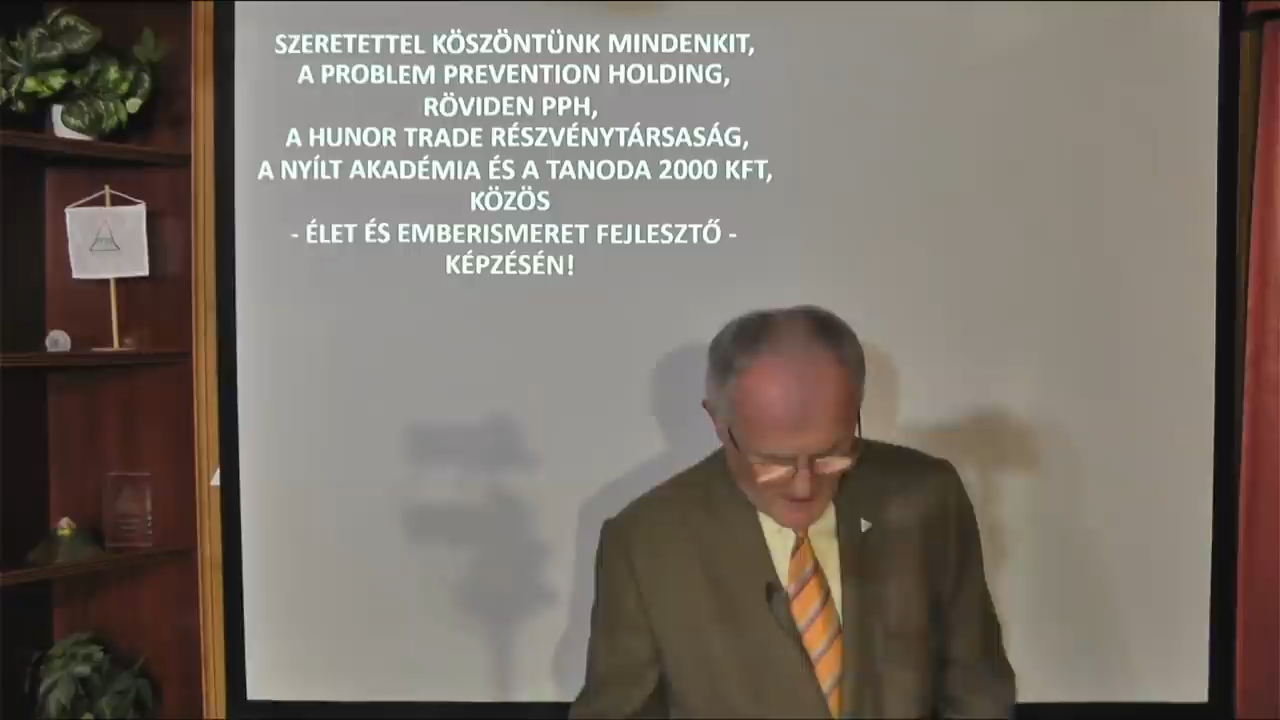 SZERETETTEL KÖSZÖNTÜNK MINDENKIT,
A PROBLEM PREVENTION HOLDING,
RÖVIDEN PPH,
A HUNOR TRADE RÉSZVÉNYTÁRSASÁG,
A NYÍLT AKADÉMIA ÉS A TANODA 2000 KFT,
KÖZÖS
- ÉLET ÉS EMBERISMERET FEJLESZTŐ -
KÉPZÉSÉN!